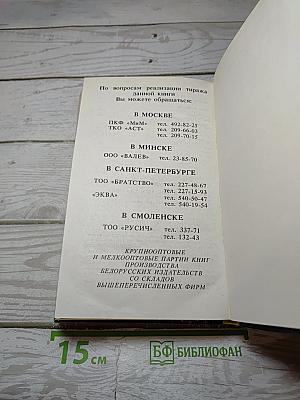 По вопросам реализации тиража
данной книги
Вы можете обращаться:
В МОСКВЕ
ПКФ «МиМ» тел. 492-82-21
ТКО «АСТ» тел. 209-66-03
тел. 209-70-15
В МИНСКЕ
ООО «ВАЛЕВ» тел. 23-85-70
В САНКТ-ПЕТЕРБУРГЕ
ТОО «БРАТСТВО» тел. 227-48-67
тел. 227-15-93
«ЭКВА» тел. 540-50-47
тел. 540-19-54
В СМОЛЕНСКЕ
ТОО «РУСИЧ» тел. 337-71
тел. 132-43
КРУПНООПТОВЫЕ
И МЕЛКООПТОВЫЕ ПАРТИИ КНИГ
ПРОИЗВОДСТВА
БЕЛОРУССКИХ ИЗДАТЕЛЬСТВ
СО СКЛАДОВ
ВЫШЕПЕРЕЧИСЛЕННЫХ ФИРМ
15 см БФ БИБЛИОФАН